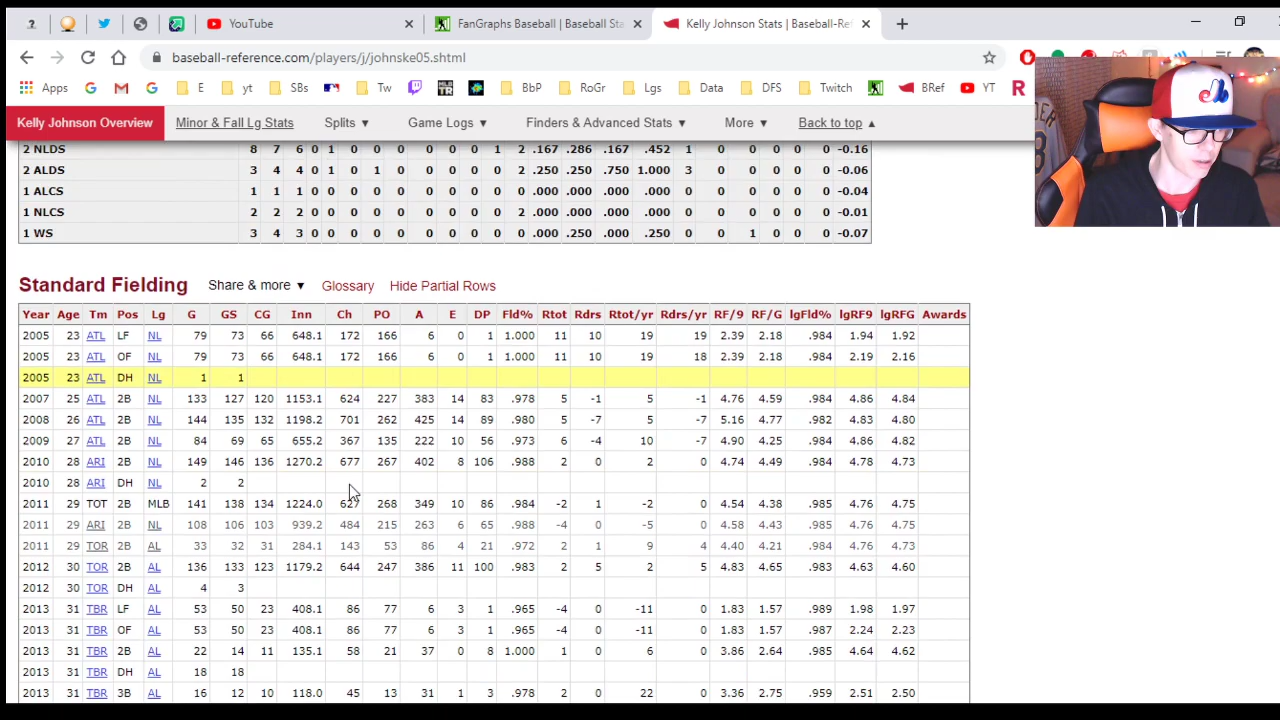 YouTube
FanGraphs Baseball | Baseball Sta
Kelly Johnson Stats | Baseball-Re
baseball-reference.com/players/j/johnske05.shtml
Apps E yt SBs Tw BbP RoGr Lgs Data DFS Twitch BRef YT
Kelly Johnson Overview Minor & Fall Lg Stats Splits ▼ Game Logs ▼ Finders & Advanced Stats ▼ More ▼ Back to top ▲
2 NLDS 8 7 6 0 1 0 0 0 0 0 1 2 .167 .286 .167 .452 1 0 0 0 0 -0.16
2 ALDS 3 4 4 0 1 0 1 0 0 0 0 2 .250 .250 .750 1.000 3 0 0 0 0 -0.06
1 ALCS 1 1 1 0 0 0 0 0 0 0 0 0 .000 .000 .000 .000 0 0 0 0 0 -0.04
1 NLCS 2 2 2 0 0 0 0 0 0 0 0 2 .000 .000 .000 .000 0 0 0 0 0 -0.01
1 WS 3 4 3 0 0 0 0 0 0 0 0 0 .000 .250 .000 .250 0 1 0 0 0 -0.07
Standard Fielding Share & more ▼ Glossary Hide Partial Rows
Year Age Tm Pos Lg G GS CG Inn Ch PO A E DP Fld% Rtot Rdrs Rtot/yr Rdrs/yr RF/9 RF/G lgFld% lgRF9 lgRFG Awards
2005 23 ATL LF NL 79 73 66 648.1 172 166 6 0 1 1.000 11 10 19 19 2.39 2.18 .984 1.94 1.92
2005 23 ATL OF NL 79 73 66 648.1 172 166 6 0 1 1.000 11 10 19 18 2.39 2.18 .984 2.19 2.16
2005 23 ATL DH NL 1 1
2007 25 ATL 2B NL 133 127 120 1153.1 624 227 383 14 83 .978 5 -1 5 -1 4.76 4.59 .984 4.86 4.84
2008 26 ATL 2B NL 144 135 132 1198.2 701 262 425 14 89 .980 5 -7 5 -7 5.16 4.77 .982 4.83 4.80
2009 27 ATL 2B NL 84 69 65 655.2 367 135 222 10 56 .973 6 -4 10 -7 4.90 4.25 .984 4.86 4.82
2010 28 ARI 2B NL 149 146 136 1270.2 677 267 402 8 106 .988 2 0 2 0 4.74 4.49 .984 4.78 4.73
2010 28 ARI DH NL 2 2
2011 29 TOT 2B MLB 141 138 134 1224.0 627 268 349 10 86 .984 -2 1 -2 0 4.54 4.38 .985 4.76 4.75
2011 29 ARI 2B NL 108 106 103 939.2 484 215 263 6 65 .988 -4 0 -5 0 4.58 4.43 .985 4.76 4.75
2011 29 TOR 2B AL 33 32 31 284.1 143 53 86 4 21 .972 2 1 9 4 4.40 4.21 .984 4.76 4.73
2012 30 TOR 2B AL 136 133 123 1179.2 644 247 386 11 100 .983 2 5 2 5 4.83 4.65 .983 4.63 4.60
2012 30 TOR DH AL 4 3
2013 31 TBR LF AL 53 50 23 408.1 86 77 6 3 1 .965 -4 0 -11 0 1.83 1.57 .989 1.98 1.97
2013 31 TBR OF AL 53 50 23 408.1 86 77 6 3 1 .965 -4 0 -11 0 1.83 1.57 .987 2.24 2.23
2013 31 TBR 2B AL 22 14 11 135.1 58 21 37 0 8 1.000 1 0 6 0 3.86 2.64 .985 4.64 4.62
2013 31 TBR DH AL 18 18
2013 31 TBR 3B AL 16 12 10 118.0 45 13 31 1 3 .978 2 0 22 0 3.36 2.75 .959 2.51 2.50